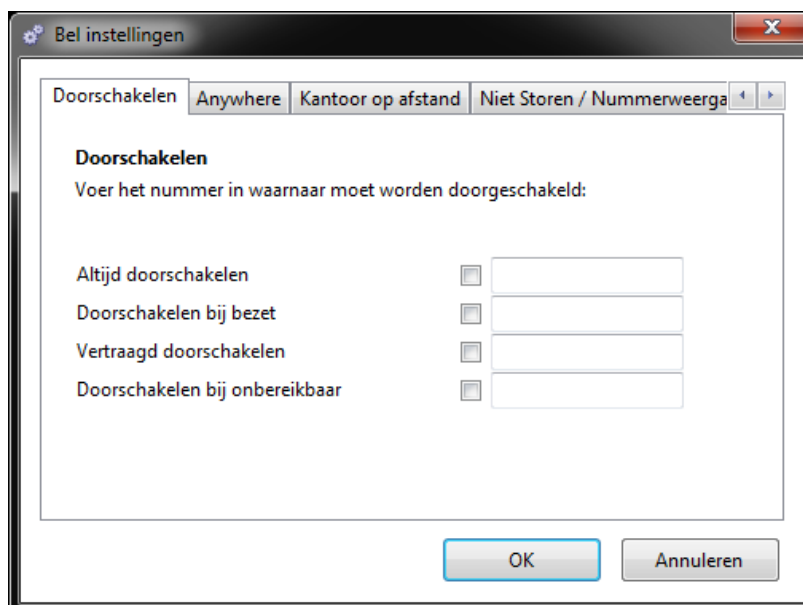 Bel instellingen
Doorschakelen Anywhere Kantoor op afstand Niet Storen / Nummerweerga
Doorschakelen
Voer het nummer in waarnaar moet worden doorgeschakeld:
Altijd doorschakelen
Doorschakelen bij bezet
Vertraagd doorschakelen
Doorschakelen bij onbereikbaar
OK Annuleren